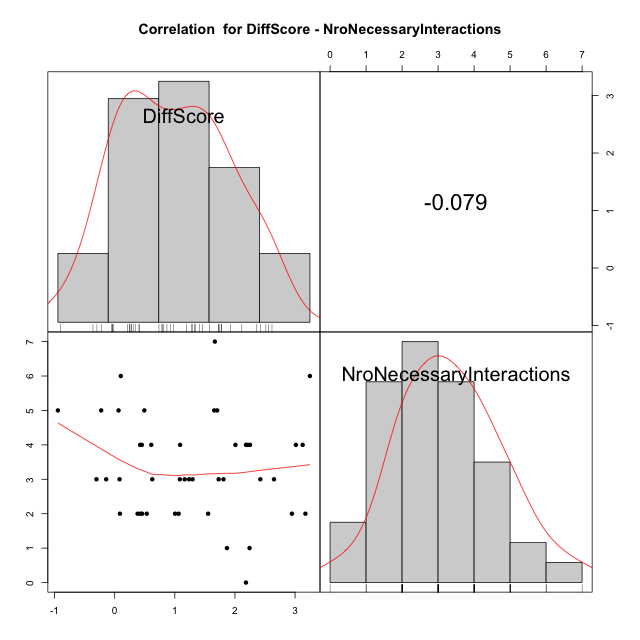 Correlation  for DiffScore - NroNecessaryInteractions
0 1 2 3 4 5 6 7
DiffScore
-0.079
3
2
1
0
-1
7
6
5
4
3
2
1
0
NroNecessaryInteractions
-1 0 1 2 3